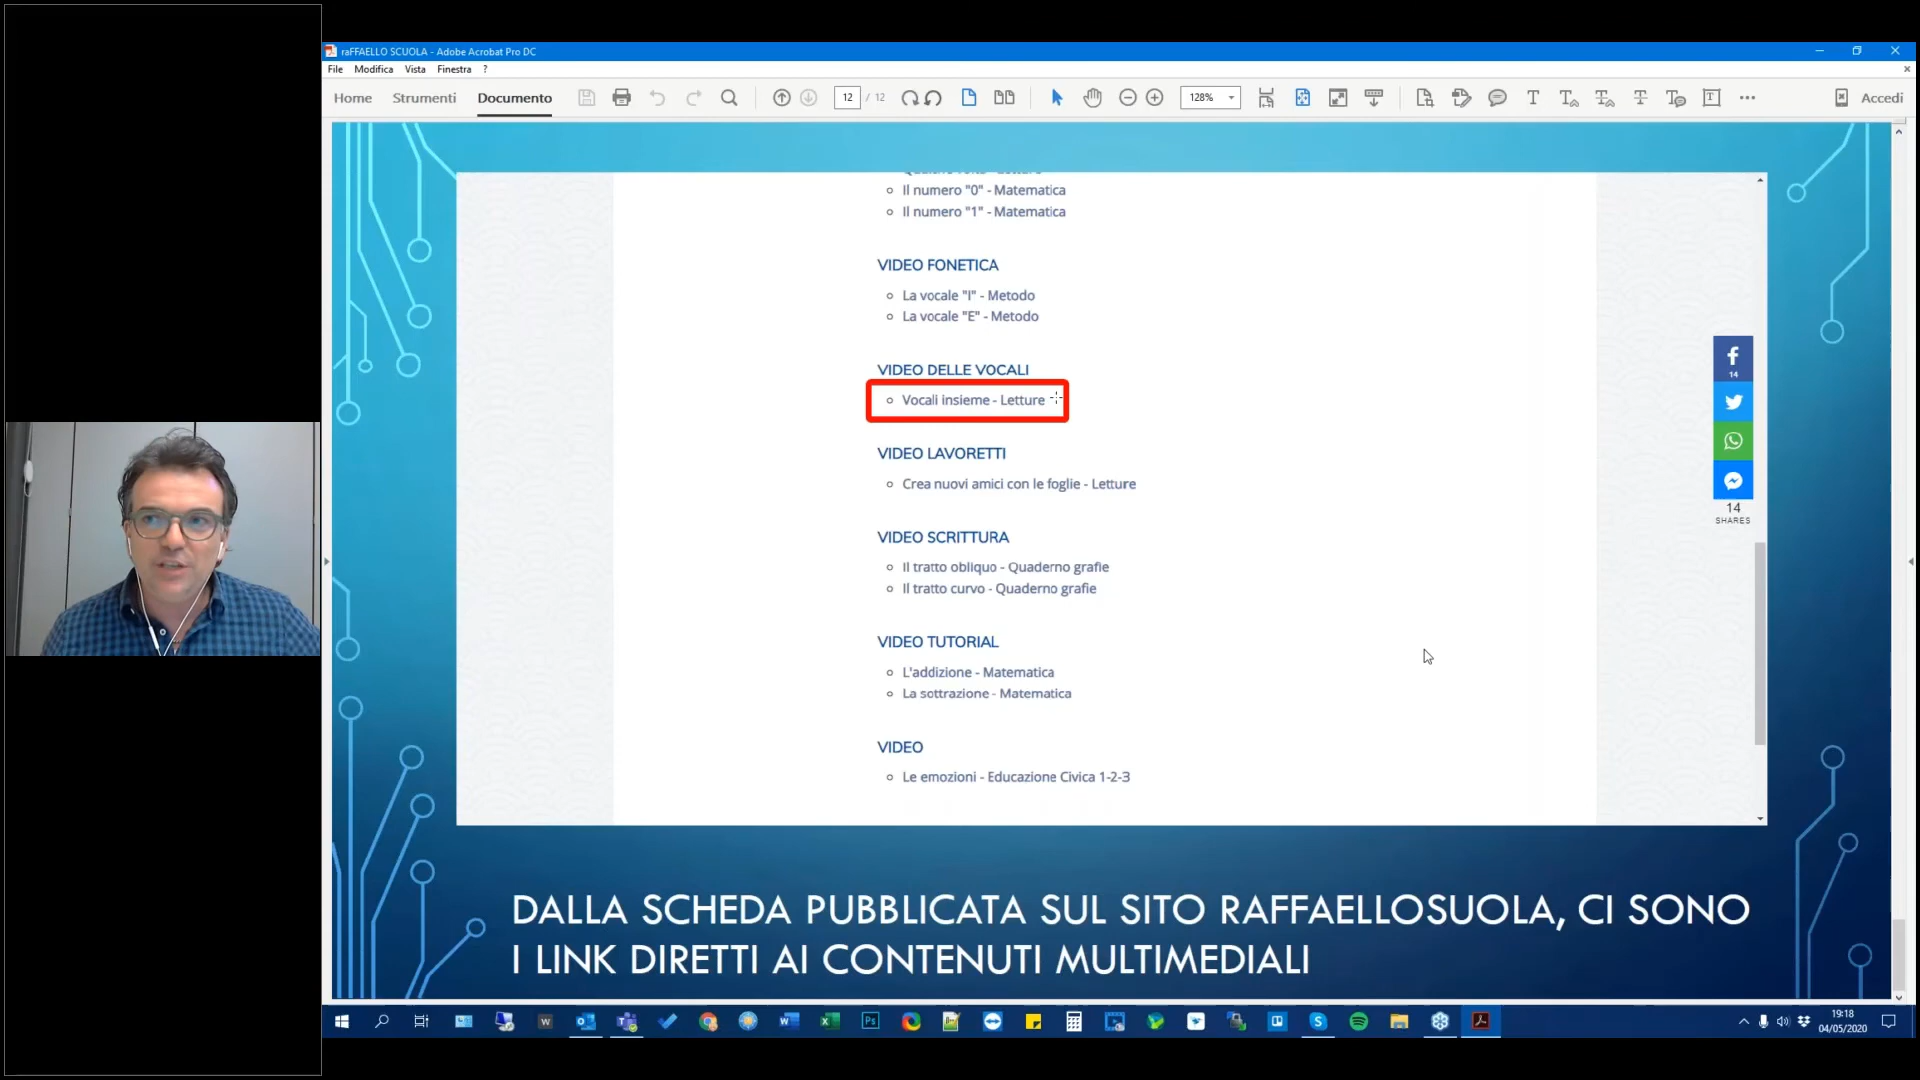 raFFAELLO SCUOLA - Adobe Acrobat Pro DC
File Modifica Vista Finestra ?
Home Strumenti Documento 12 / 12 128% Accedi
Il numero "0" - Matematica
Il numero "1" - Matematica
VIDEO FONETICA
La vocale "I" - Metodo
La vocale "E" - Metodo
VIDEO DELLE VOCALI
Vocali insieme - Letture
VIDEO LAVORETTI
Crea nuovi amici con le foglie - Letture
VIDEO SCRITTURA
Il tratto obliquo - Quaderno grafie
Il tratto curvo - Quaderno grafie
VIDEO TUTORIAL
L'addizione - Matematica
La sottrazione - Matematica
VIDEO
Le emozioni - Educazione Civica 1-2-3
14
14
SHARES
DALLA SCHEDA PUBBLICATA SUL SITO RAFFAELLOSUOLA, CI SONO
I LINK DIRETTI AI CONTENUTI MULTIMEDIALI
19:18
04/05/2020